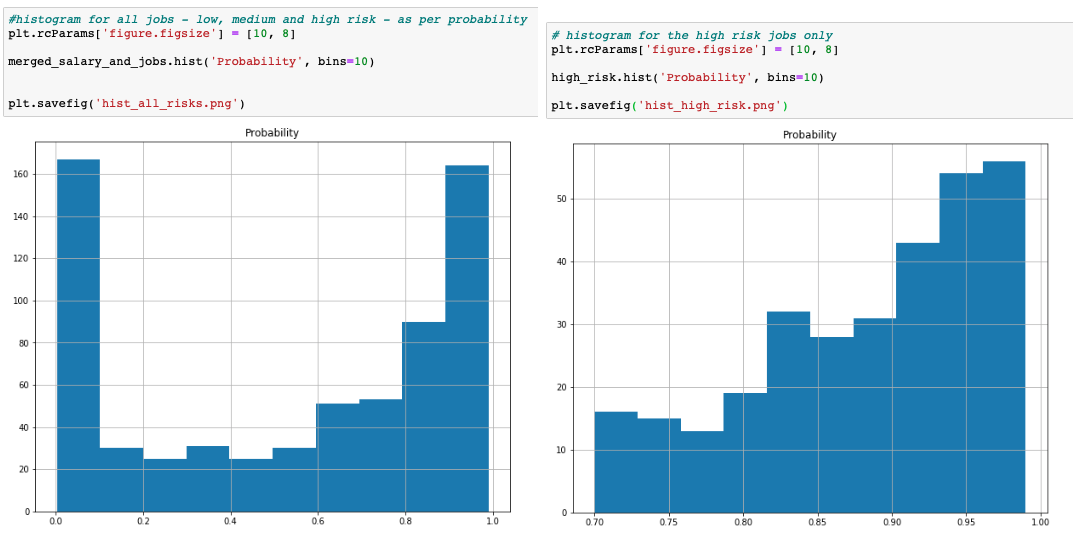 #histogram for all jobs - low, medium and high risk - as per probability
plt.rcParams['figure.figsize'] = [10, 8]
merged_salary_and_jobs.hist('Probability', bins=10)
plt.savefig('hist_all_risks.png')
Probability
160
140
120
100
80
60
40
20
0
0.0 0.2 0.4 0.6 0.8 1.0
# histogram for the high risk jobs only
plt.rcParams['figure.figsize'] = [10, 8]
high_risk.hist('Probability', bins=10)
plt.savefig('hist_high_risk.png')
Probability
50
40
30
20
10
0
0.70 0.75 0.80 0.85 0.90 0.95 1.00